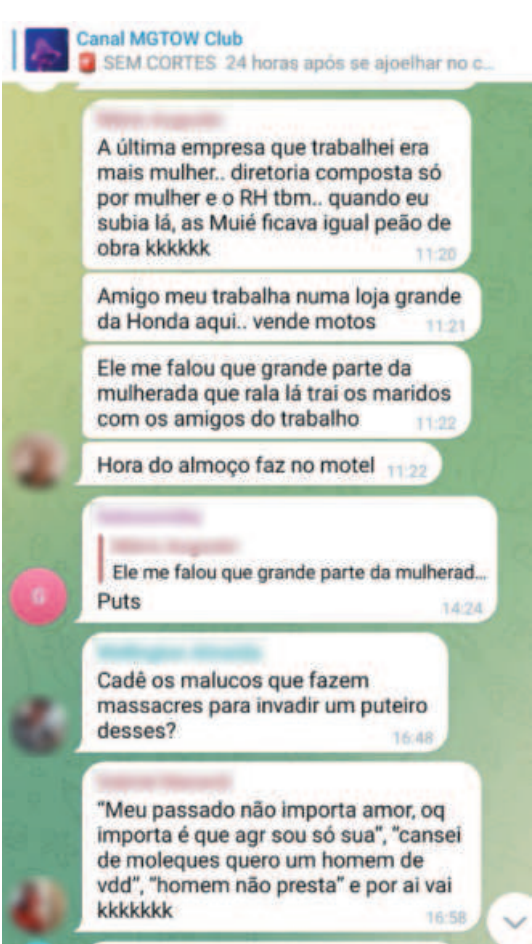 Canal MGTOW Club
SEM CORTES 24 horas após se ajoelhar no c...
A última empresa que trabalhei era
mais mulher.. diretoria composta só
por mulher e o RH tbm.. quando eu
subia lá, as Muié ficava igual peão de
obra kkkkkk
11:20
Amigo meu trabalha numa loja grande
da Honda aqui.. vende motos
11:21
Ele me falou que grande parte da
mulherada que rala lá trai os maridos
com os amigos do trabalho
11:22
Hora do almoço faz no motel
11:22
Ele me falou que grande parte da mulherad...
Puts
14:24
Cadê os malucos que fazem
massacres para invadir um puteiro
desses?
16:48
“Meu passado não importa amor, oq
importa é que agr sou só sua”, “cansei
de moleques quero um homem de
vdd”, “homem não presta” e por ai vai
kkkkkkk
16:58